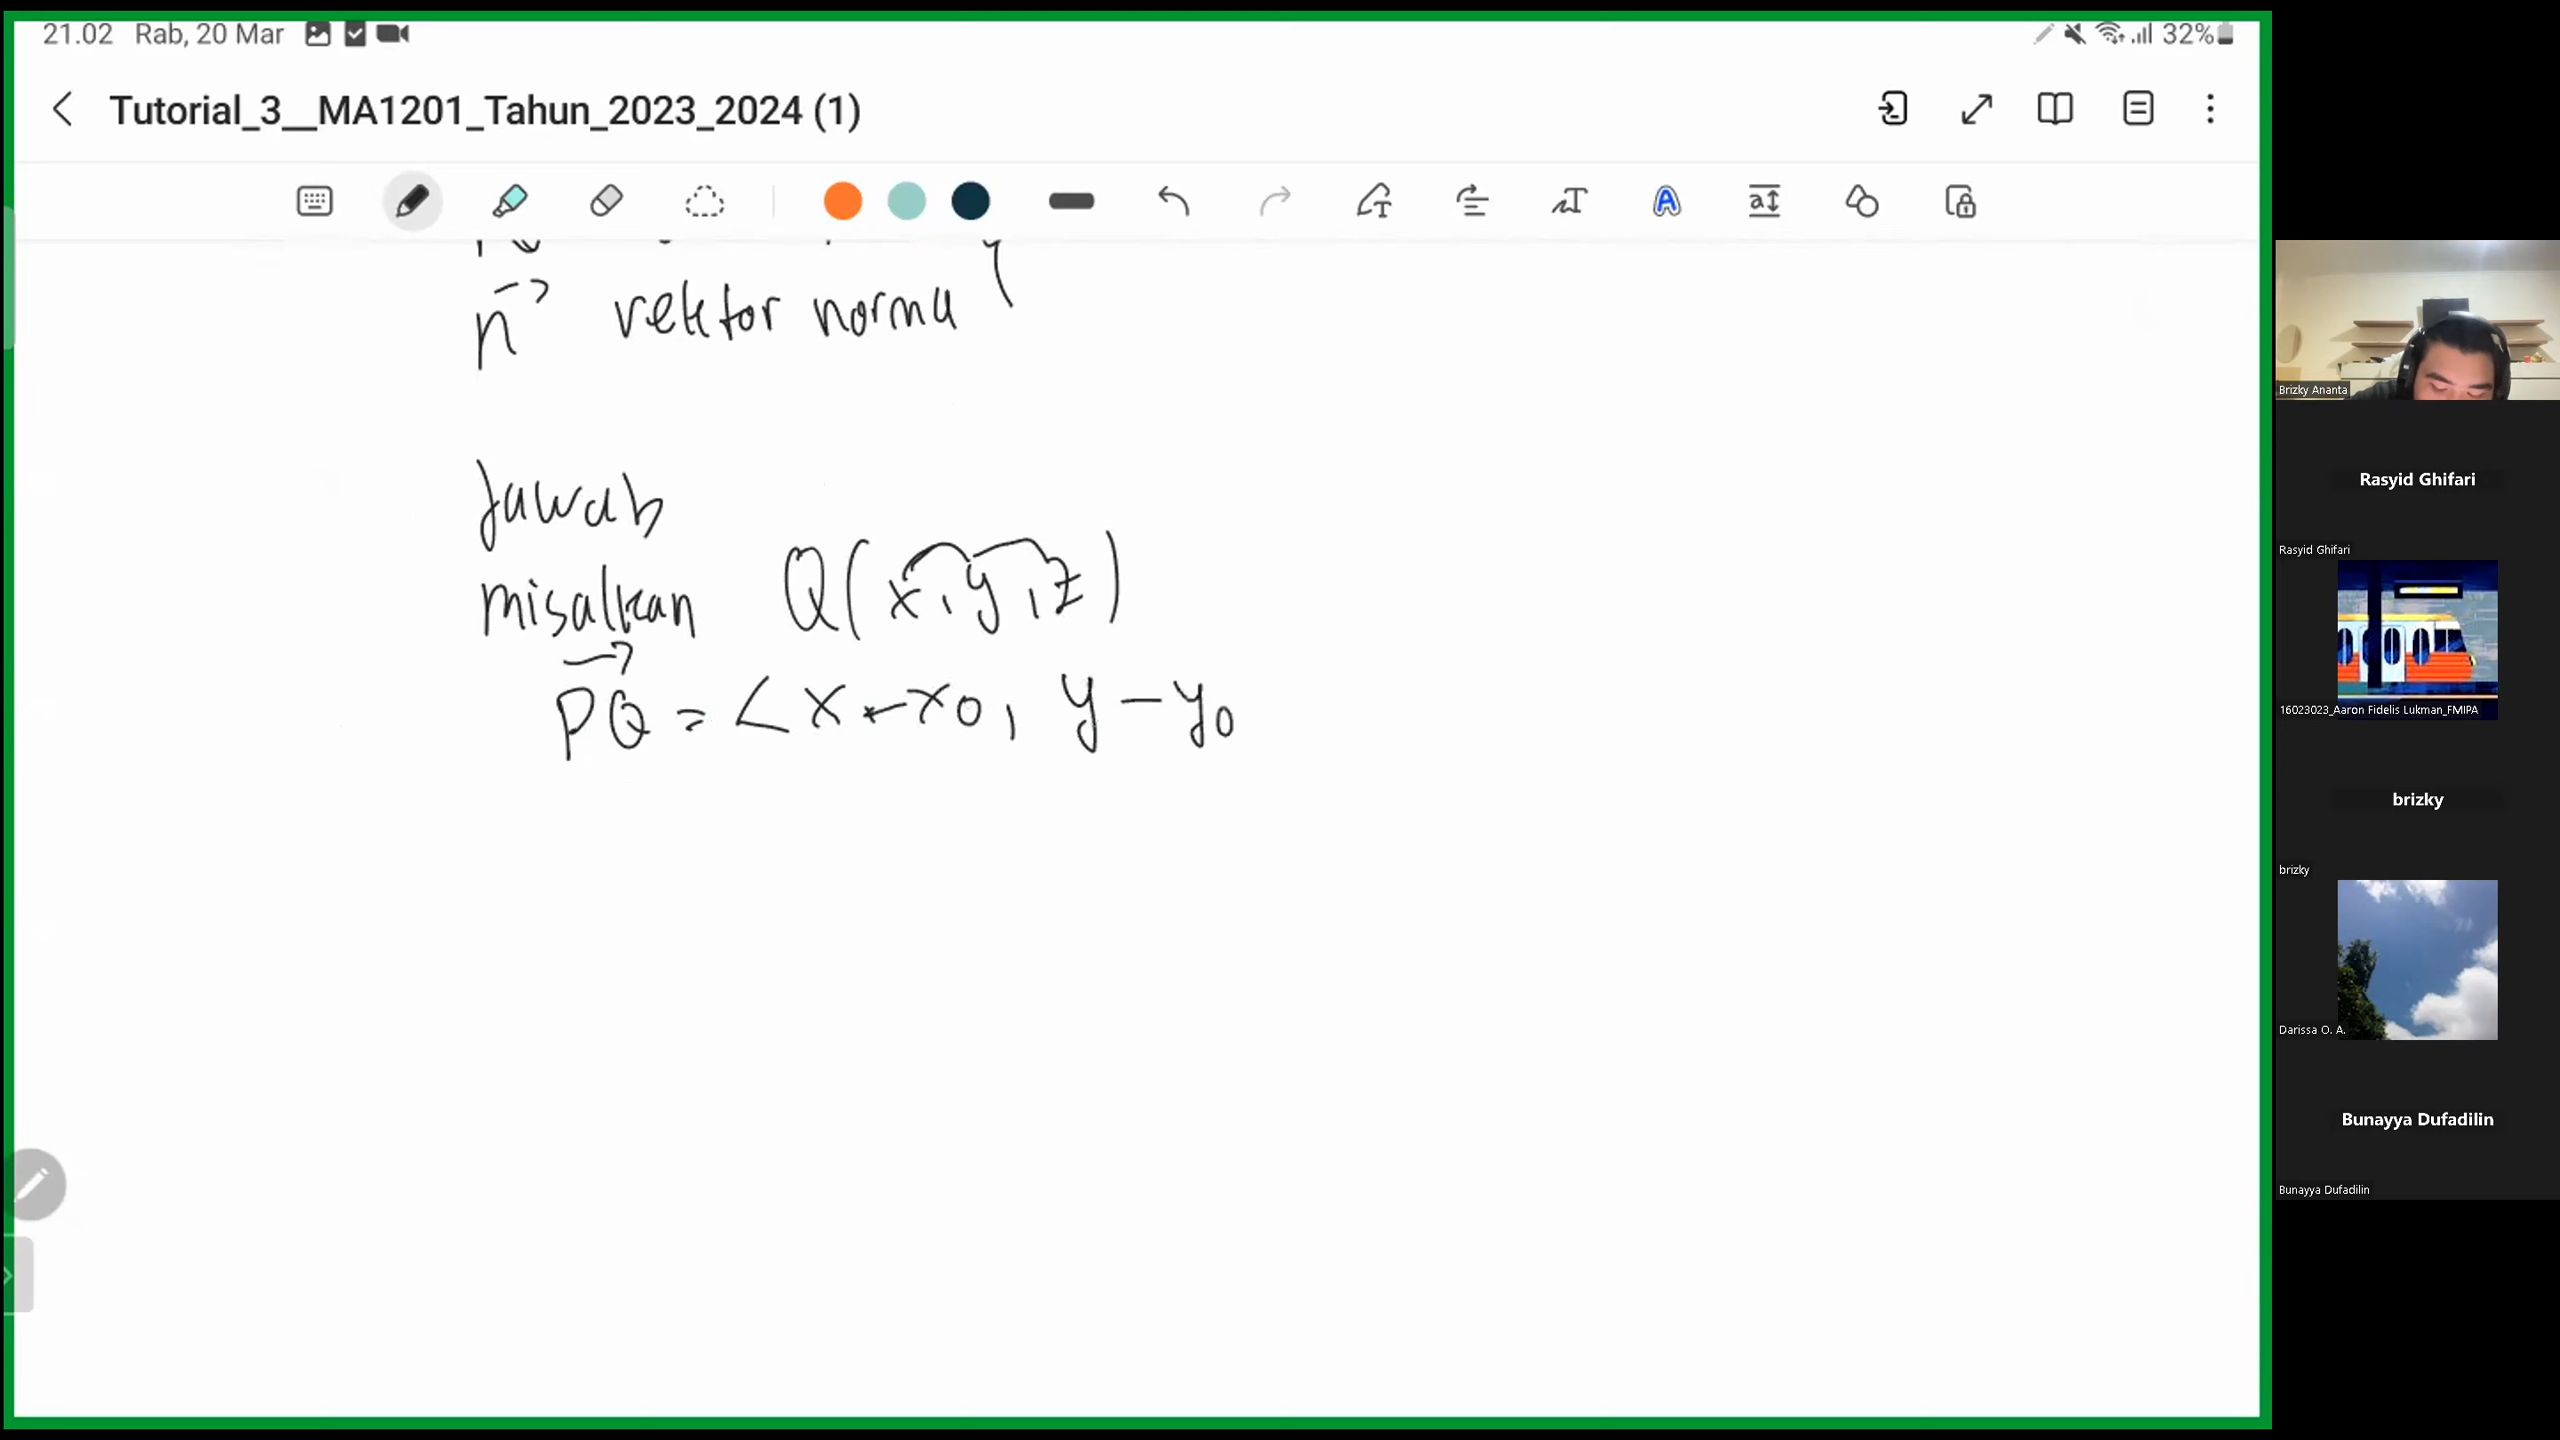 21.02 Rab, 20 Mar 32%
Tutorial_3__MA1201_Tahun_2023_2024 (1)
n vektor normal
Jawab
misalkan Q(x,y,z)
PQ = <x - x0, y - y0
Brizky Ananta
Rasyid Ghifari
Rasyid Ghifari
16023023_Aaron Fidelis Lukman_FMIPA
brizky
brizky
Darissa O. A.
Bunayya Dufadilin
Bunayya Dufadilin